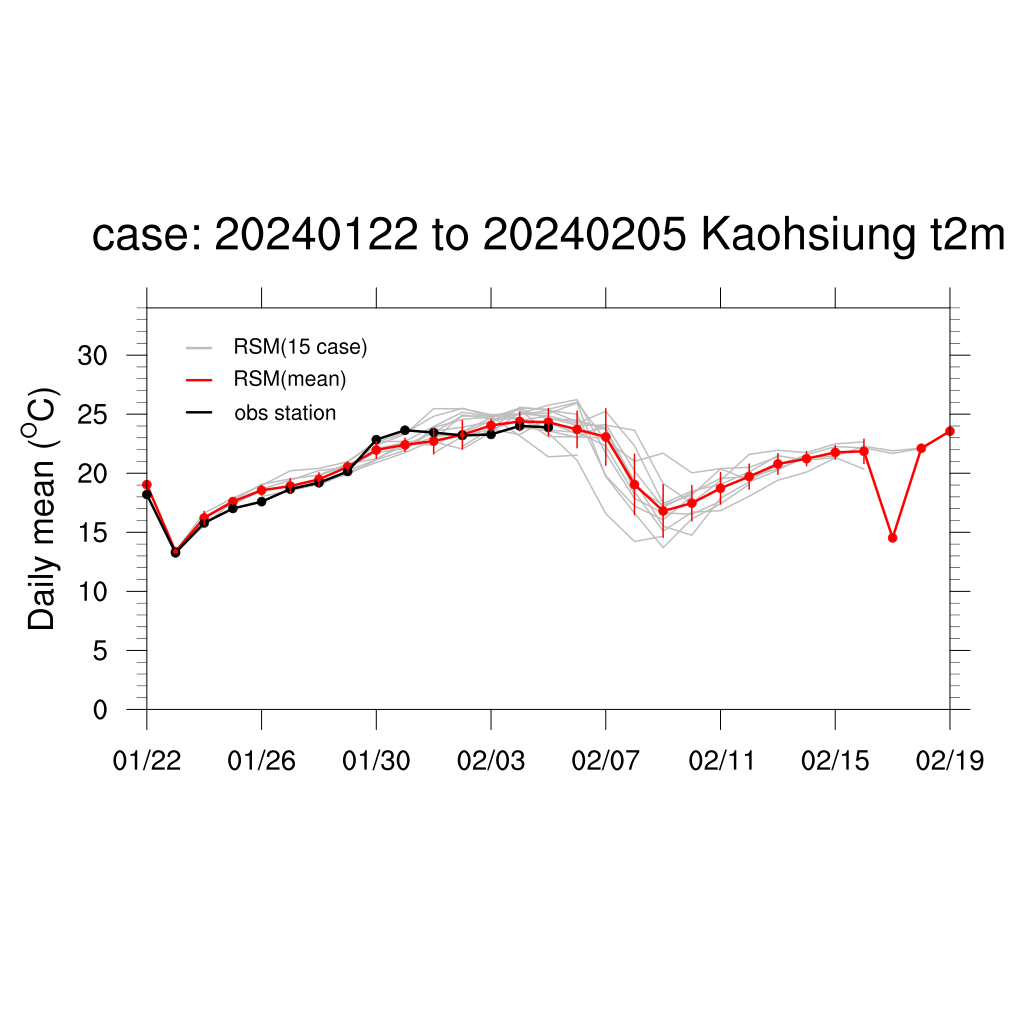 case: 20240122 to 20240205 Kaohsiung t2m
RSM(15 case)
RSM(mean)
obs station
Daily mean (°C)
30
25
20
15
10
5
0
01/22 01/26 01/30 02/03 02/07 02/11 02/15 02/19